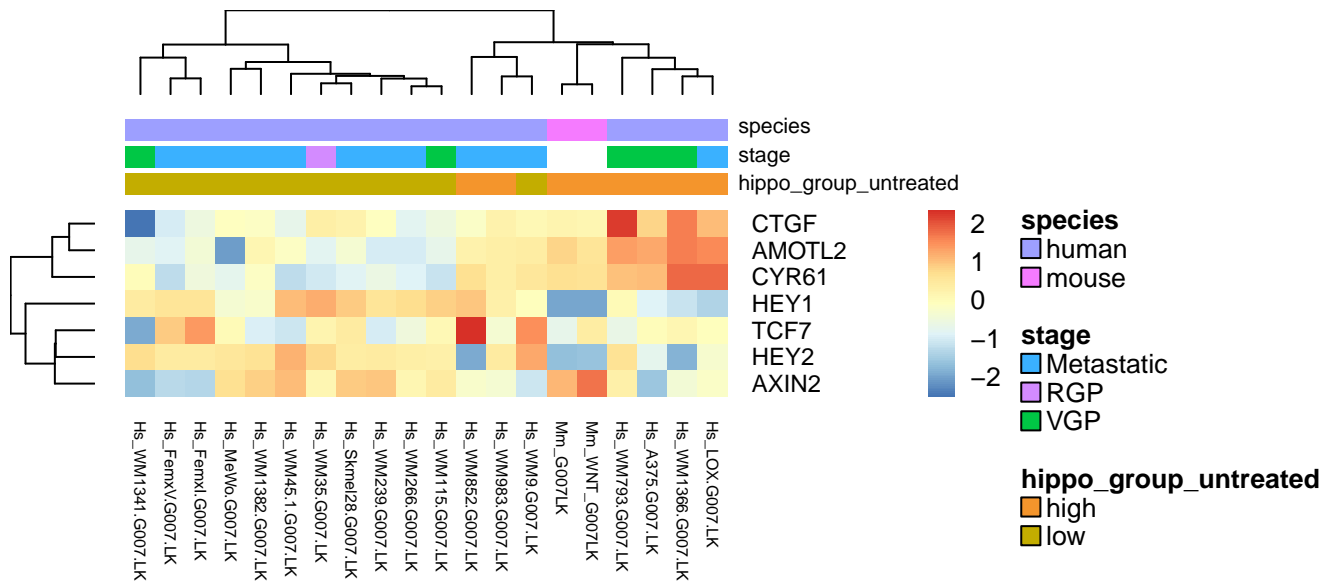 species
stage
hippo_group_untreated
CTGF
AMOTL2
CYR61
HEY1
TCF7
HEY2
AXIN2
2
1
0
−1
−2
species
human
mouse
stage
Metastatic
RGP
VGP
hippo_group_untreated
high
low
Hs_WM1341.G007.LK
Hs_FemxV.G007.LK
Hs_FemxI.G007.LK
Hs_MeWo.G007.LK
Hs_WM1382.G007.LK
Hs_WM45.1.G007.LK
Hs_WM35.G007.LK
Hs_Skmel28.G007.LK
Hs_WM239.G007.LK
Hs_WM266.G007.LK
Hs_WM115.G007.LK
Hs_WM852.G007.LK
Hs_WM983.G007.LK
Hs_WM9.G007.LK
Mm_G007LK
Mm_WNT_G007LK
Hs_WM793.G007.LK
Hs_A375.G007.LK
Hs_WM1366.G007.LK
Hs_LOX.G007.LK